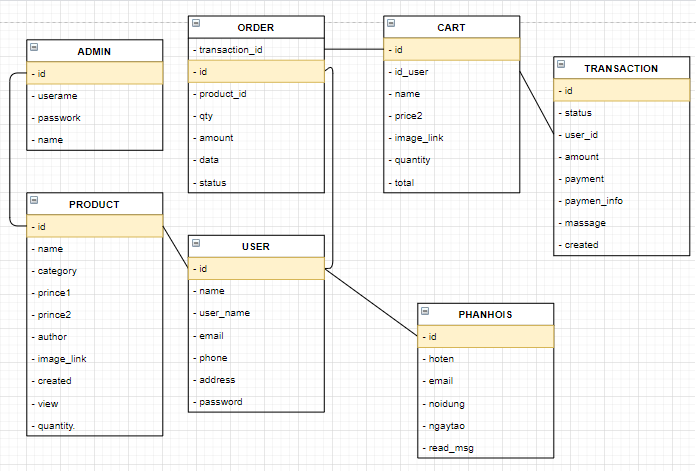 ADMIN
- id
- userame
- passwork
- name
ORDER
- transaction_id
- id
- product_id
- qty
- amount
- data
- status
CART
- id
- id_user
- name
- price2
- image_link
- quantity
- total
TRANSACTION
- id
- status
- user_id
- amount
- payment
- paymen_info
- massage
- created
PRODUCT
- id
- name
- category
- prince1
- prince2
- author
- image_link
- created
- view
- quantity.
USER
- id
- name
- user_name
- email
- phone
- address
- password
PHANHOIS
- id
- hoten
- email
- noidung
- ngaytao
- read_msg